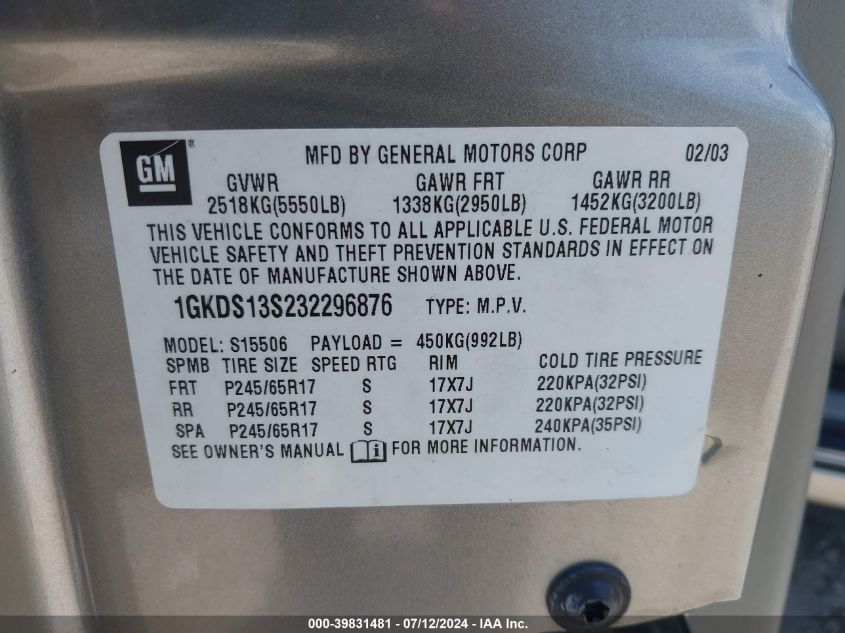 GM ® MFD BY GENERAL MOTORS CORP 02/03
GVWR GAWR FRT GAWR RR
2518KG(5550LB) 1338KG(2950LB) 1452KG(3200LB)
THIS VEHICLE CONFORMS TO ALL APPLICABLE U.S. FEDERAL MOTOR
VEHICLE SAFETY AND THEFT PREVENTION STANDARDS IN EFFECT ON
THE DATE OF MANUFACTURE SHOWN ABOVE.
1GKDS13S232296876 TYPE: M.P.V.
MODEL: S15506 PAYLOAD = 450KG(992LB)
SPMB TIRE SIZE SPEED RTG RIM COLD TIRE PRESSURE
FRT P245/65R17 S 17X7J 220KPA(32PSI)
RR P245/65R17 S 17X7J 220KPA(32PSI)
SPA P245/65R17 S 17X7J 240KPA(35PSI)
SEE OWNER'S MANUAL i FOR MORE INFORMATION.
000-39831481 - 07/12/2024 - IAA Inc.